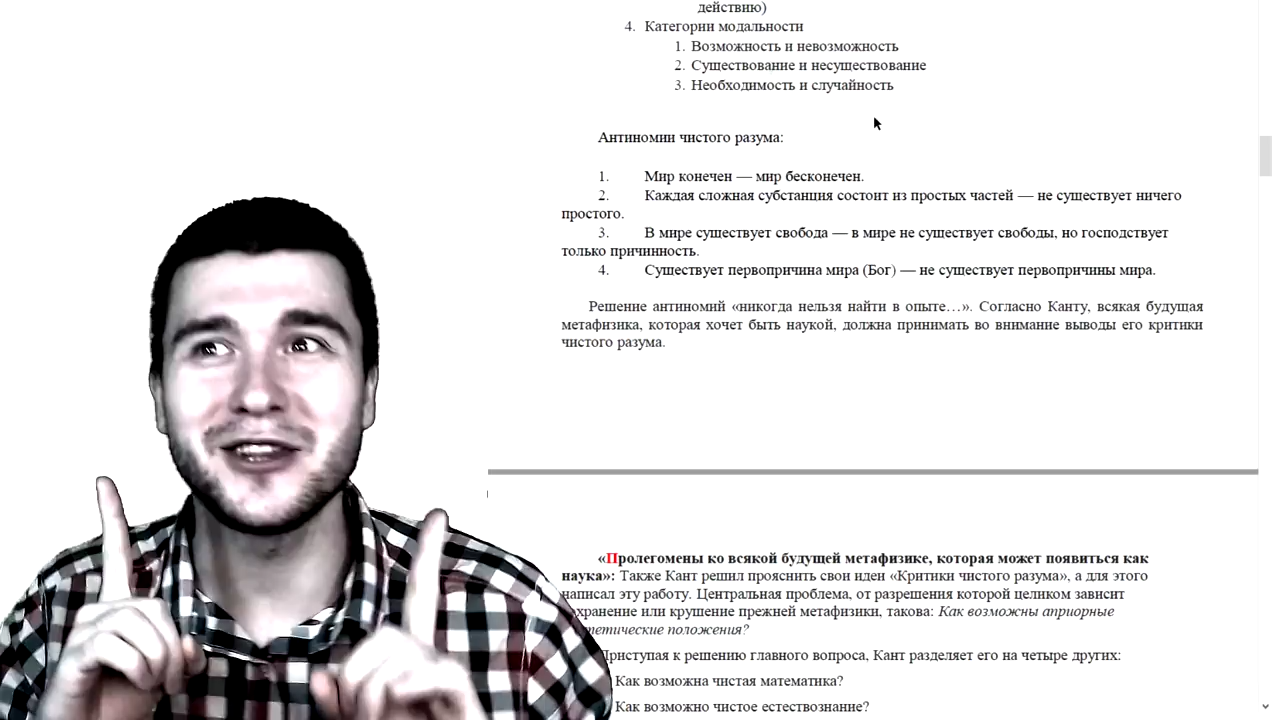 действию)
4. Категории модальности
1. Возможность и невозможность
2. Существование и несуществование
3. Необходимость и случайность
Антиномии чистого разума:
1. Мир конечен — мир бесконечен.
2. Каждая сложная субстанция состоит из простых частей — не существует ничего
простого.
3. В мире существует свобода — в мире не существует свободы, но господствует
только причинность.
4. Существует первопричина мира (Бог) — не существует первопричины мира.
Решение антиномий «никогда нельзя найти в опыте…». Согласно Канту, всякая будущая
метафизика, которая хочет быть наукой, должна принимать во внимание выводы его критики
чистого разума.
«Пролегомены ко всякой будущей метафизике, которая может появиться как
наука»: Также Кант решил прояснить свои идеи «Критики чистого разума», а для этого
написал эту работу. Центральная проблема, от разрешения которой целиком зависит
или крушение прежней метафизики, такова: Как возможны априорные
положения?
Приступая к решению главного вопроса, Кант разделяет его на четыре других:
Как возможна чистая математика?
Как возможно чистое естествознание?